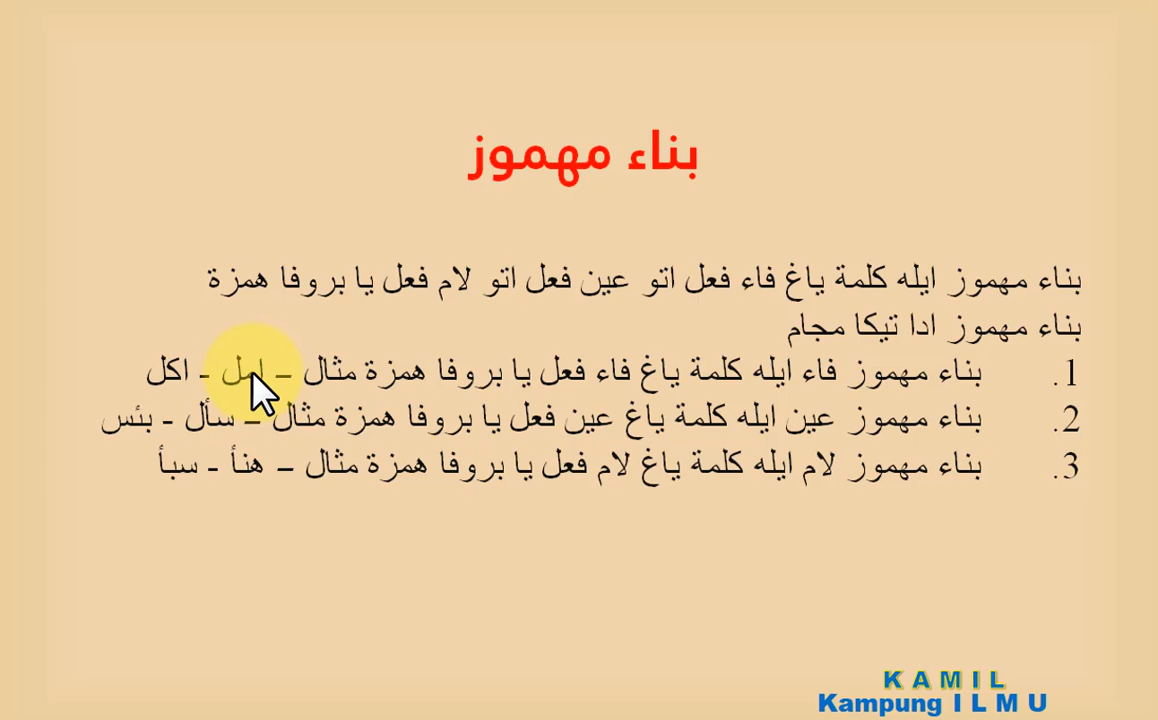 بناء مهموز
بناء مهموز ايله كلمة ياغ فاء فعل اتو عين فعل اتو لام فعل يا بروفا همزة
بناء مهموز ادا تيكا مجام
1. بناء مهموز فاء ايله كلمة ياغ فاء فعل يا بروفا همزة مثال – امل - اكل
2. بناء مهموز عين ايله كلمة ياغ عين فعل يا بروفا همزة مثال – سأل - بئس
3. بناء مهموز لام ايله كلمة ياغ لام فعل يا بروفا همزة مثال – هنأ - سبأ
KAMIL
Kampung ILMU